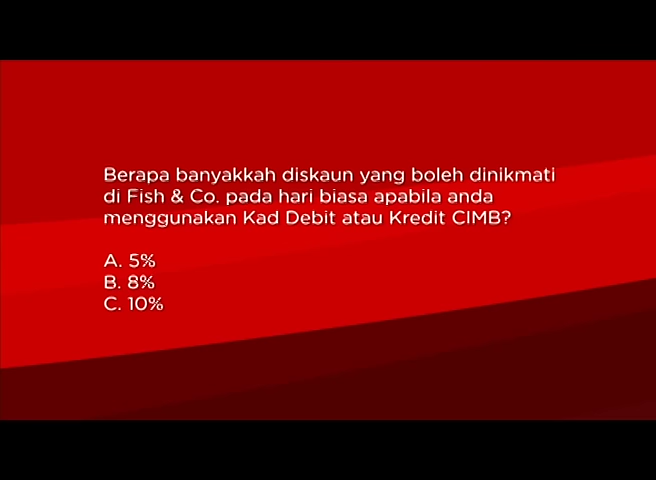 Berapa banyakkah diskaun yang boleh dinikmati
di Fish & Co. pada hari biasa apabila anda
menggunakan Kad Debit atau Kredit CIMB?
A. 5%
B. 8%
C. 10%